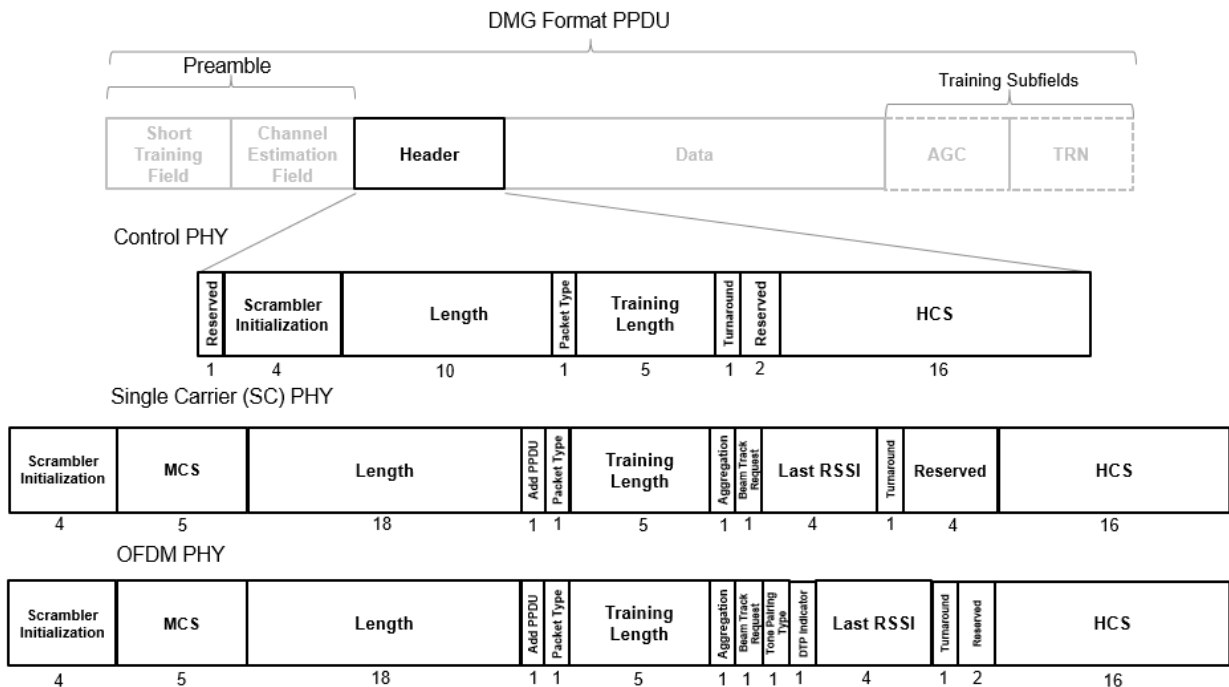 DMG Format PPDU
Preamble
Training Subfields
Short
Training
Field
Channel
Estimation
Field
Header
Data
AGC
TRN
Control PHY
Reserved
Scrambler
Initialization
Length
Packet Type
Training
Length
Turnaround
Reserved
HCS
1 4 10 1 5 1 2 16
Single Carrier (SC) PHY
Scrambler
Initialization
MCS
Length
Add PPDU
Packet Type
Training
Length
Aggregation
Beam Track
Request
Last RSSI
Turnaround
Reserved
HCS
4 5 18 1 1 5 1 1 4 1 4 16
OFDM PHY
Scrambler
Initialization
MCS
Length
Add PPDU
Packet Type
Training
Length
Aggregation
Beam Track
Request
Tone Pairing
Type
DTP Indicator
Last RSSI
Turnaround
Reserved
HCS
4 5 18 1 1 5 1 1 1 1 4 1 2 16